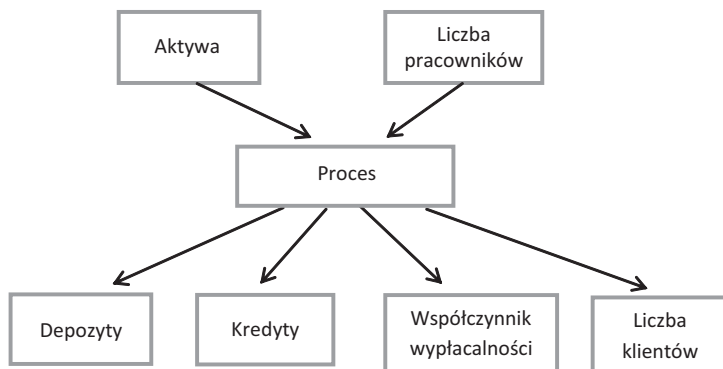 Aktywa
Liczba
pracowników
Proces
Depozyty
Kredyty
Współczynnik
wypłacalności
Liczba
klientów